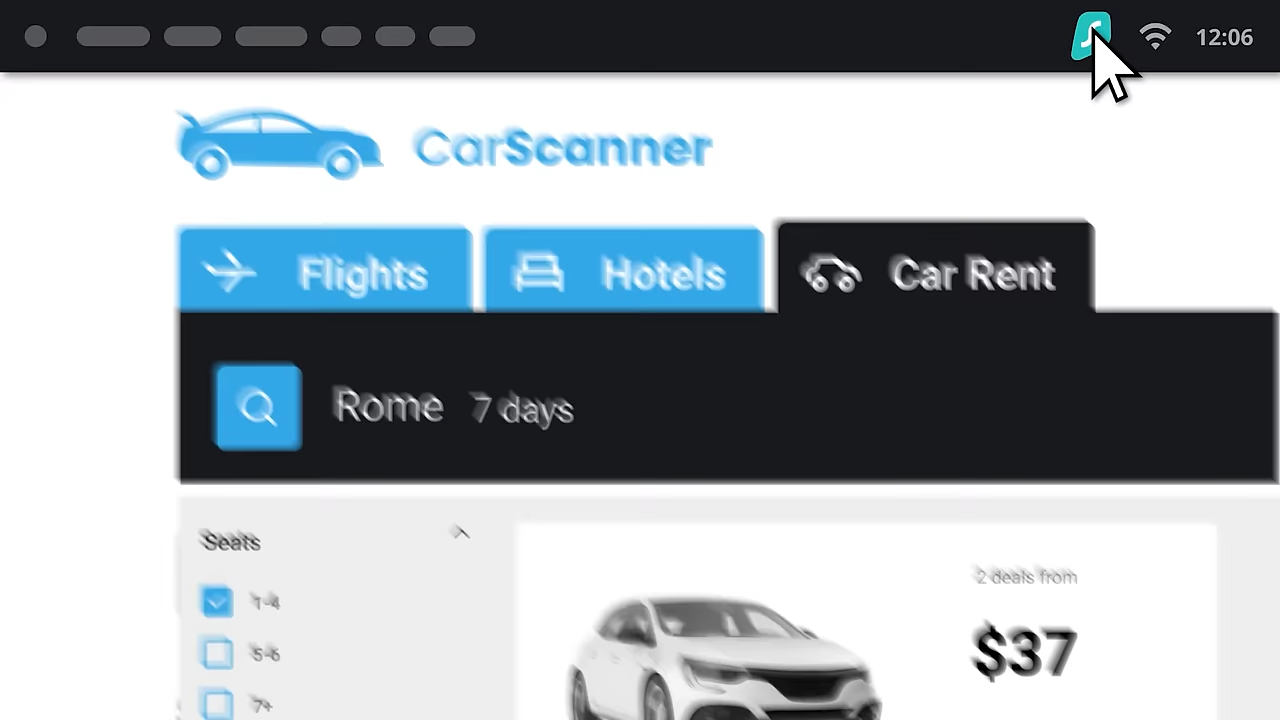 12:06
CarScanner
Flights Hotels Car Rent
Rome 7 days
Seats
1-4
5-6
7+
2 deals from
$37